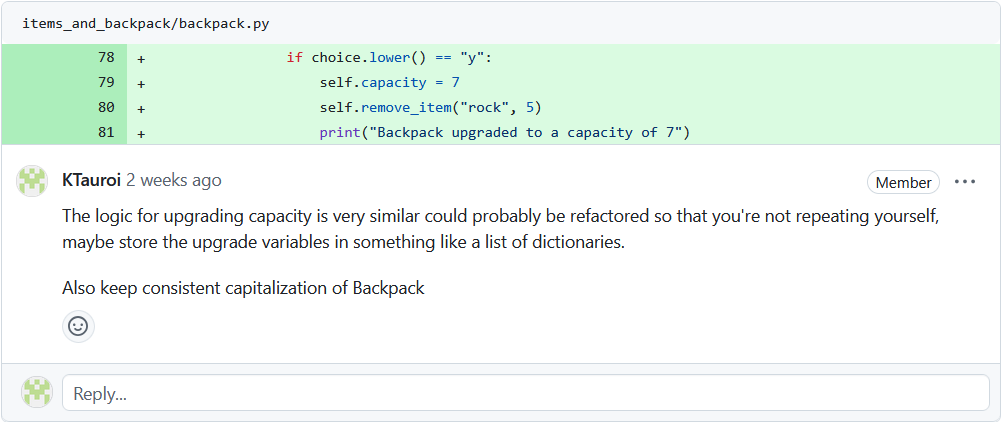 items_and_backpack/backpack.py
78 + if choice.lower() == "y":
79 + self.capacity = 7
80 + self.remove_item("rock", 5)
81 + print("Backpack upgraded to a capacity of 7")
KTauroi 2 weeks ago Member ...
The logic for upgrading capacity is very similar could probably be refactored so that you're not repeating yourself,
maybe store the upgrade variables in something like a list of dictionaries.
Also keep consistent capitalization of Backpack
Reply...